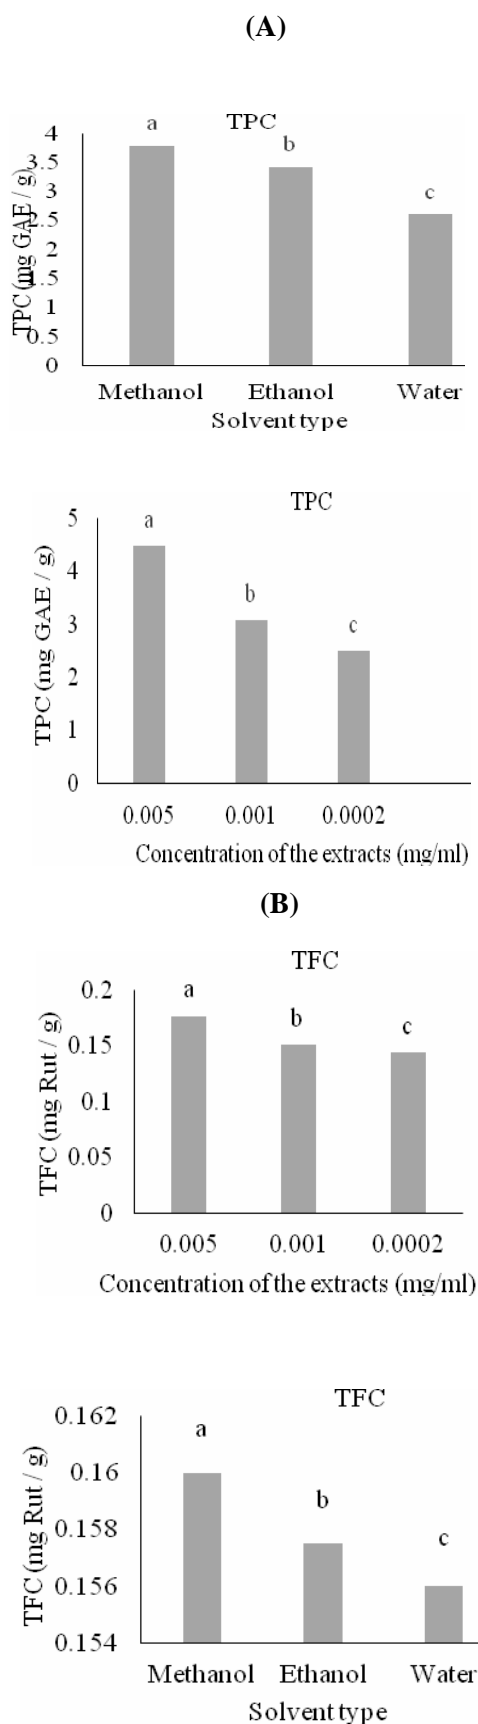 (A)
TPC
a
b
c
4
3.5
3
2.5
2
1.5
1
0.5
0
TPC (mg GAE / g)
Methanol Ethanol Water
Solvent type
TPC
a
b
c
5
4
3
2
1
0
TPC (mg GAE / g)
0.005 0.001 0.0002
Concentration of the extracts (mg/ml)
(B)
TFC
a
b
c
0.2
0.15
0.1
0.05
0
TFC (mg Rut / g)
0.005 0.001 0.0002
Concentration of the extracts (mg/ml)
TFC
a
b
c
0.162
0.16
0.158
0.156
0.154
TFC (mg Rut / g)
Methanol Ethanol Water
Solvent type